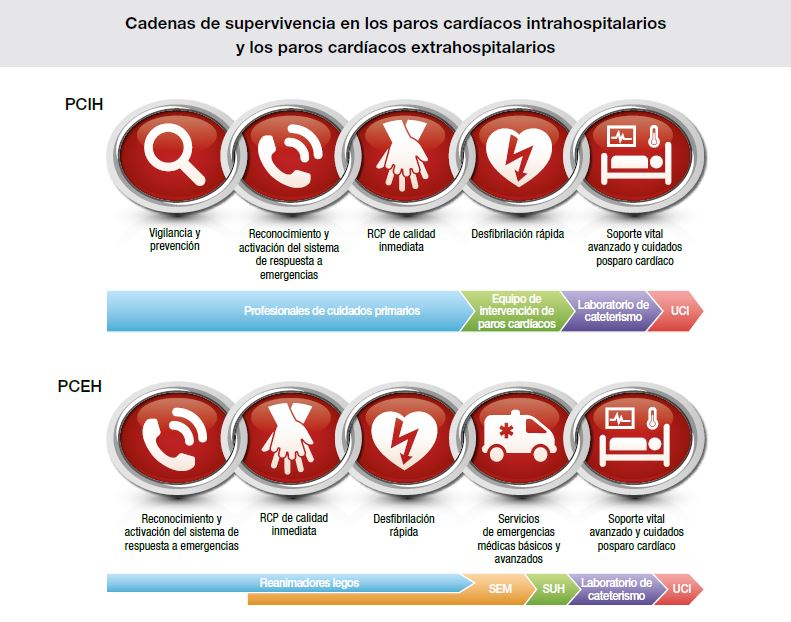 Cadenas de supervivencia en los paros cardíacos intrahospitalarios
y los paros cardíacos extrahospitalarios
PCIH
Vigilancia y
prevención
Reconocimiento y
activación del sistema
de respuesta a
emergencias
RCP de calidad
inmediata
Desfibrilación rápida
Soporte vital
avanzado y cuidados
posparo cardíaco
Profesionales de cuidados primarios
Equipo de
intervención de
paros cardíacos
Laboratorio de
cateterismo
UCI
PCEH
Reconocimiento y
activación del sistema de
respuesta a emergencias
RCP de calidad
inmediata
Desfibrilación
rápida
Servicios
de emergencias
médicas básicos y
avanzados
Soporte vital
avanzado y cuidados
posparo cardíaco
Reanimadores legos
SEM
SUH
Laboratorio de
cateterismo
UCI